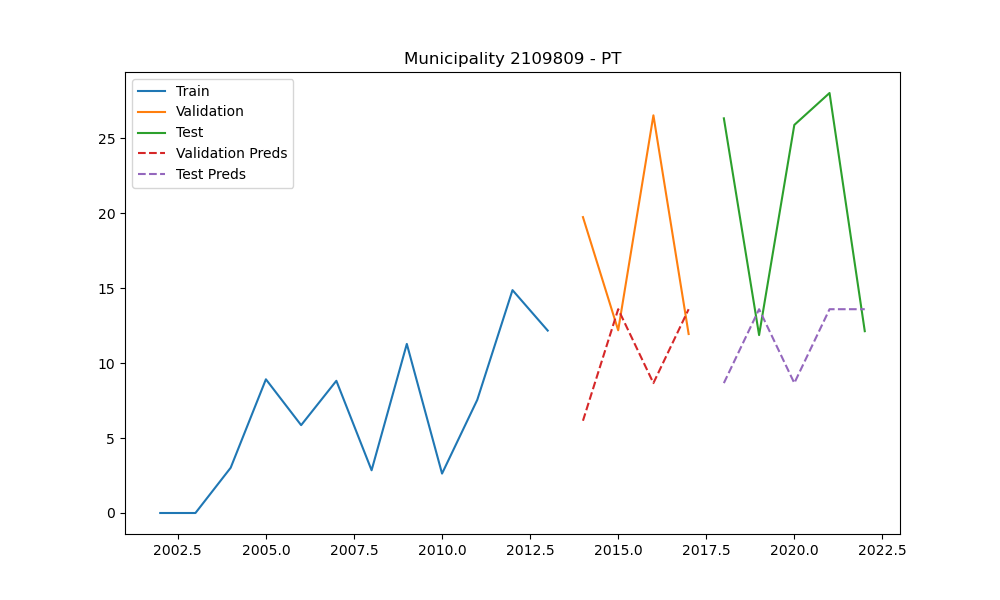 Municipality 2109809 - PT
Train
Validation
Test
Validation Preds
Test Preds
25
20
15
10
5
0
2002.5 2005.0 2007.5 2010.0 2012.5 2015.0 2017.5 2020.0 2022.5